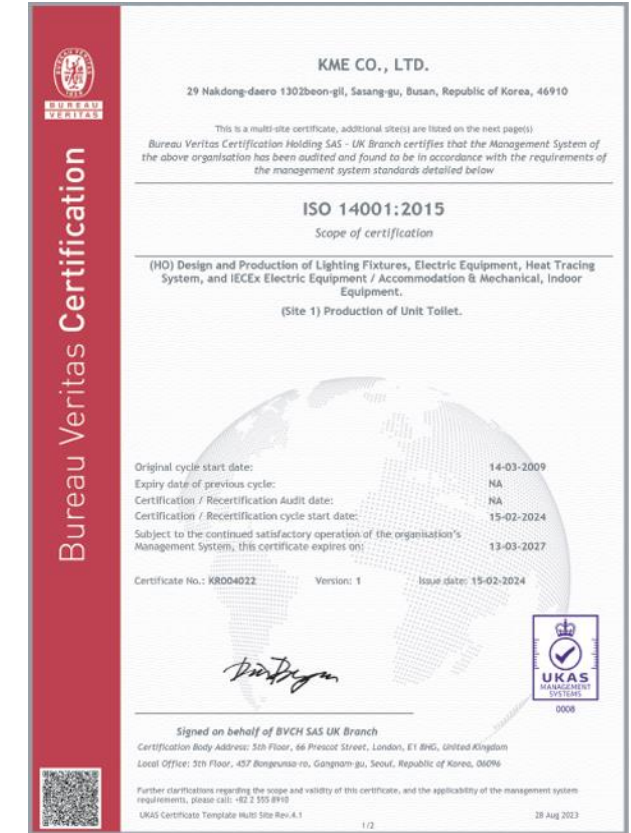 BUREAU
VERITAS
Bureau Veritas Certification
KME CO., LTD.
29 Nakdong-daero 1302beon-gil, Sasang-gu, Busan, Republic of Korea, 46910
This is a multi-site certificate, additional site(s) are listed on the next page(s)
Bureau Veritas Certification Holding SAS - UK Branch certifies that the Management System of
the above organisation has been audited and found to be in accordance with the requirements of
the management system standards detailed below
ISO 14001:2015
Scope of certification
(HO) Design and Production of Lighting Fixtures, Electric Equipment, Heat Tracing
System, and IECEx Electric Equipment / Accommodation & Mechanical, Indoor
Equipment.
(Site 1) Production of Unit Toilet.
Original cycle start date: 14-03-2009
Expiry date of previous cycle: NA
Certification / Recertification Audit date: NA
Certification / Recertification cycle start date: 15-02-2024
Subject to the continued satisfactory operation of the organisation's
Management System, this certificate expires on: 13-03-2027
Certificate No.: KR004022 Version: 1 Issue date: 15-02-2024
UKAS
MANAGEMENT
SYSTEMS
0008
Signed on behalf of BVCH SAS UK Branch
Certification Body Address: 5th Floor, 66 Prescot Street, London, E1 8HG, United Kingdom
Local Office: 5th Floor, 457 Bongeunsa-ro, Gangnam-gu, Seoul, Republic of Korea, 06096
Further clarifications regarding the scope and validity of this certificate, and the applicability of the management system
requirements, please call: +82 2 555 8910
UKAS Certificate Template Multi Site Rev.4.1 1/2 28 Aug 2023